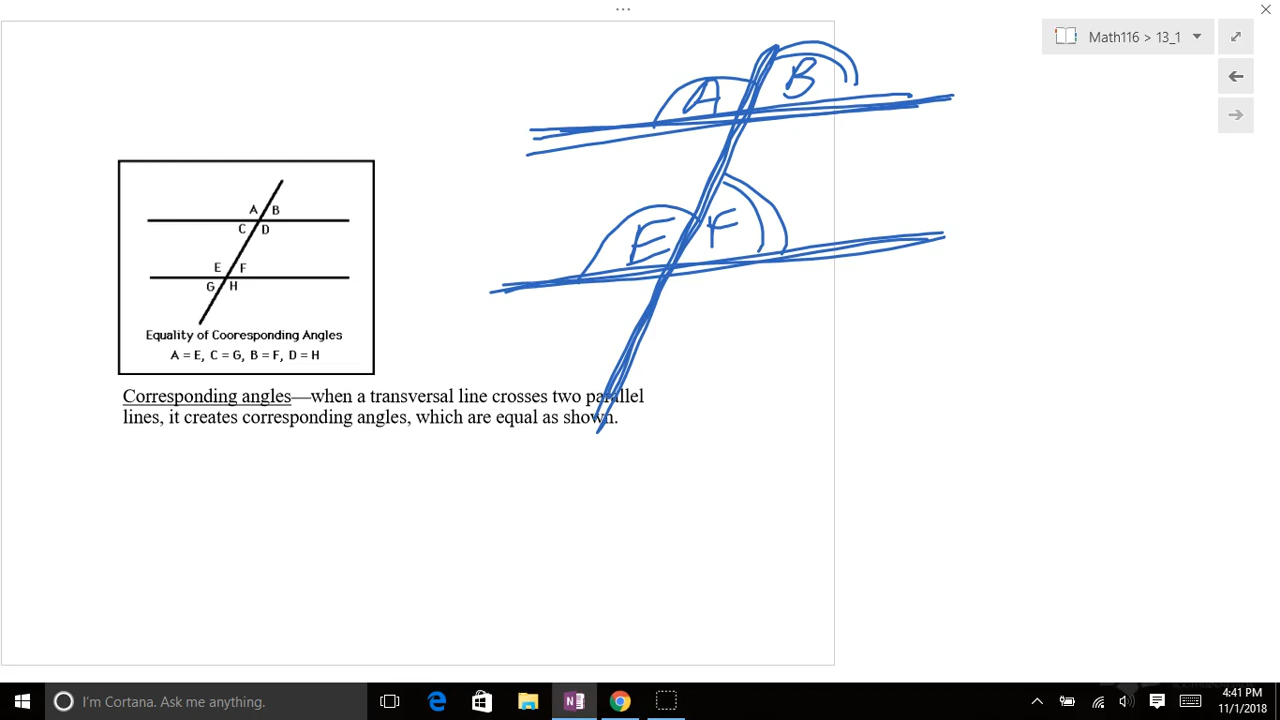 Math116 > 13_1
A B
E F
A B
C D
E F
G H
Equality of Cooresponding Angles
A = E, C = G, B = F, D = H
Corresponding angles—when a transversal line crosses two parallel
lines, it creates corresponding angles, which are equal as shown.
I'm Cortana. Ask me anything.
4:41 PM
11/1/2018